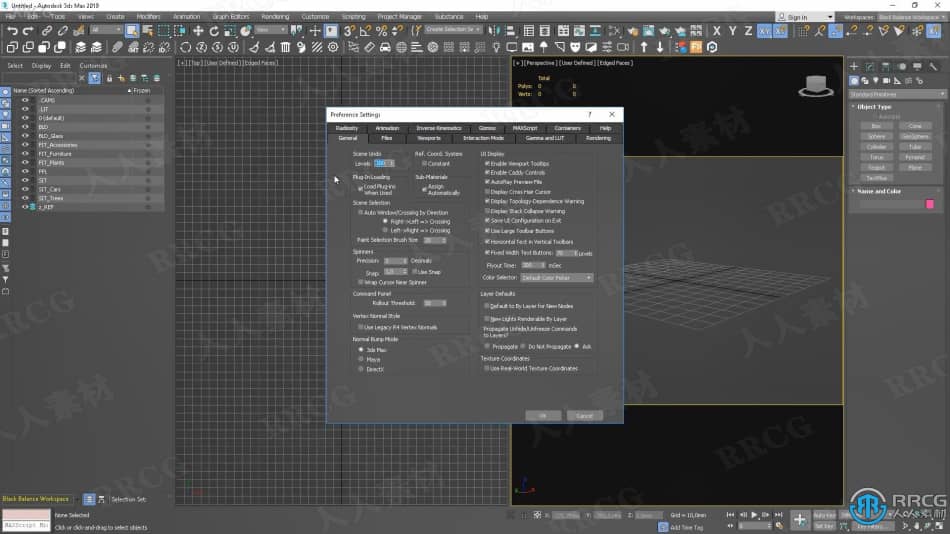 Untitled - Autodesk 3ds Max 2019
File Edit Tools Group Views Create Modifiers Animation Graph Editors Rendering Customize Scripting Project Manager Substance Help
Sign In
Workspaces: Black Balance Workspace
All
View
Create Selection Se
Select Display Edit Customize
Name (Sorted Ascending) Frozen
.CAMS
.LIT
0 (default)
BLD
BLD_Glass
FIT_Accessories
FIT_Furniture
FIT_Plants
PPL
SIT
SIT_Cars
SIT_Trees
z_REF
[+] [Top] [User Defined] [Edged Faces]
[+] [Perspective] [User Defined] [Edged Faces]
Total
Polys: 0 0
Verts: 0 0
Preference Settings
Radiosity Animation Inverse Kinematics Gizmos MAXScript Containers Help
General Files Viewports Interaction Mode Gamma and LUT Rendering
Scene Undo
Levels:
Ref. Coord. System
Constant
Plug-In Loading
Load Plug-ins When Used
Sub-Materials
Assign Automatically
Scene Selection
Auto Window/Crossing by Direction
Right->Left => Crossing
Left->Right => Crossing
Paint Selection Brush Size
Spinners
Precision: Decimals
Snap: Use Snap
Wrap Cursor Near Spinner
Command Panel
Rollout Threshold:
Vertex Normal Style
Use Legacy R4 Vertex Normals
Normal Bump Mode
3ds Max
Maya
DirectX
UI Display
Enable Viewport Tooltips
Enable Caddy Controls
AutoPlay Preview File
Display Cross Hair Cursor
Display Topology-Dependence Warning
Display Stack Collapse Warning
Save UI Configuration on Exit
Use Large Toolbar Buttons
Horizontal Text in Vertical Toolbars
Fixed Width Text Buttons: 70 Levels
Flyout Time: 300 mSec
Color Selector: Default Color Picker
Layer Defaults
Default to By Layer for New Nodes
New Lights Renderable By Layer
Propagate Unhide/Unfreeze Commands
to Layers?
Propagate Do Not Propagate Ask
Texture Coordinates
Use Real-World Texture Coordinates
OK Cancel
Standard Primitives
Object Type
AutoGrid
Box Cone
Sphere GeoSphere
Cylinder Tube
Torus Pyramid
Teapot Plane
TextPlus
Name and Color
Black Balance Workspace
Selection Set:
MAXScript Mi
None Selected
Click or click-and-drag to select objects
Grid = 10,0mm
Add Time Tag
Auto Key
Set Key Key Filters...
RRCG
人人素材